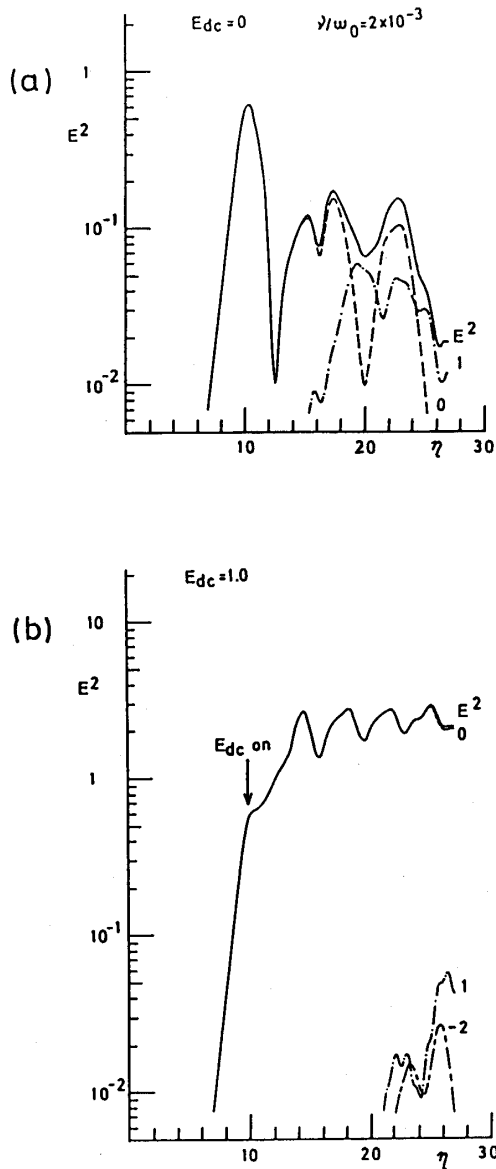 E_dc = 0    ν/ω_0 = 2×10^-3
(a)
1
E^2
10^-1
10^-2
E^2
1
0
10 20 η 30
E_dc = 1.0
(b)
10
E^2
E_dc on
1
10^-1
10^-2
E^2
0
1
-2
10 20 η 30